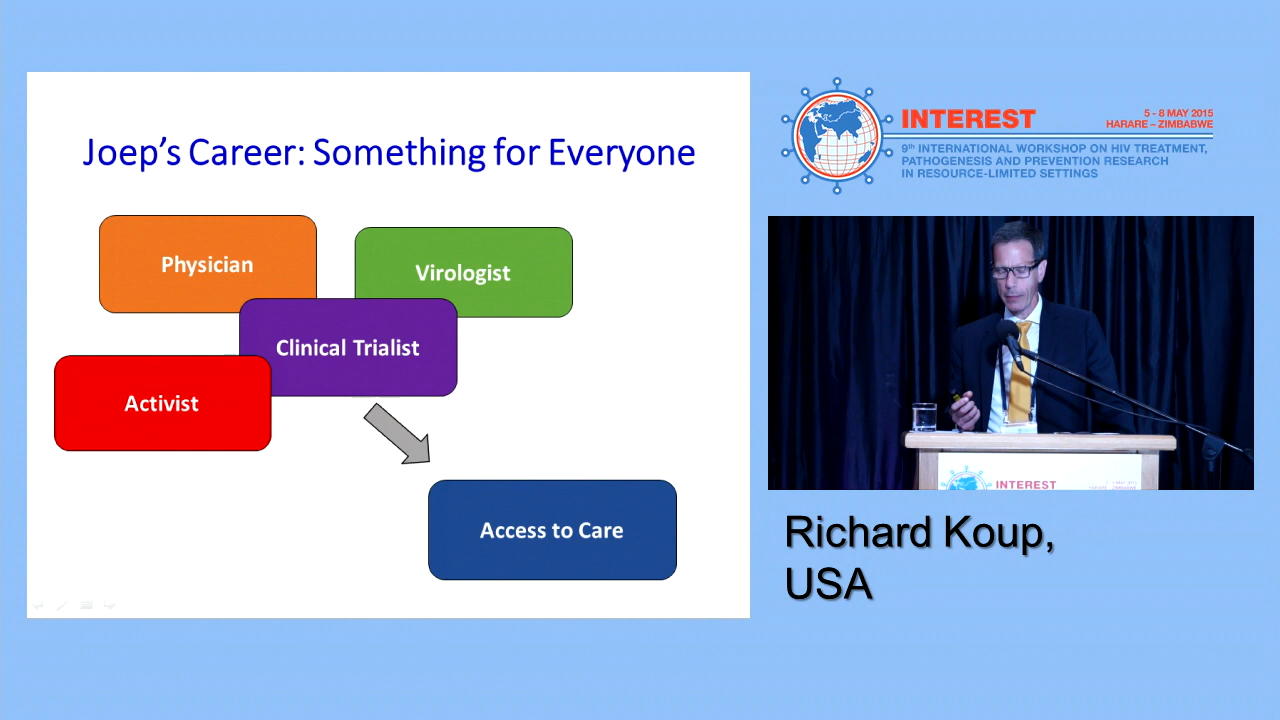 Joep's Career: Something for Everyone
Physician
Virologist
Clinical Trialist
Activist
Access to Care
INTEREST
5 - 8 MAY 2015
HARARE – ZIMBABWE
9th INTERNATIONAL WORKSHOP ON HIV TREATMENT,
PATHOGENESIS AND PREVENTION RESEARCH
IN RESOURCE-LIMITED SETTINGS
INTEREST
Richard Koup,
USA